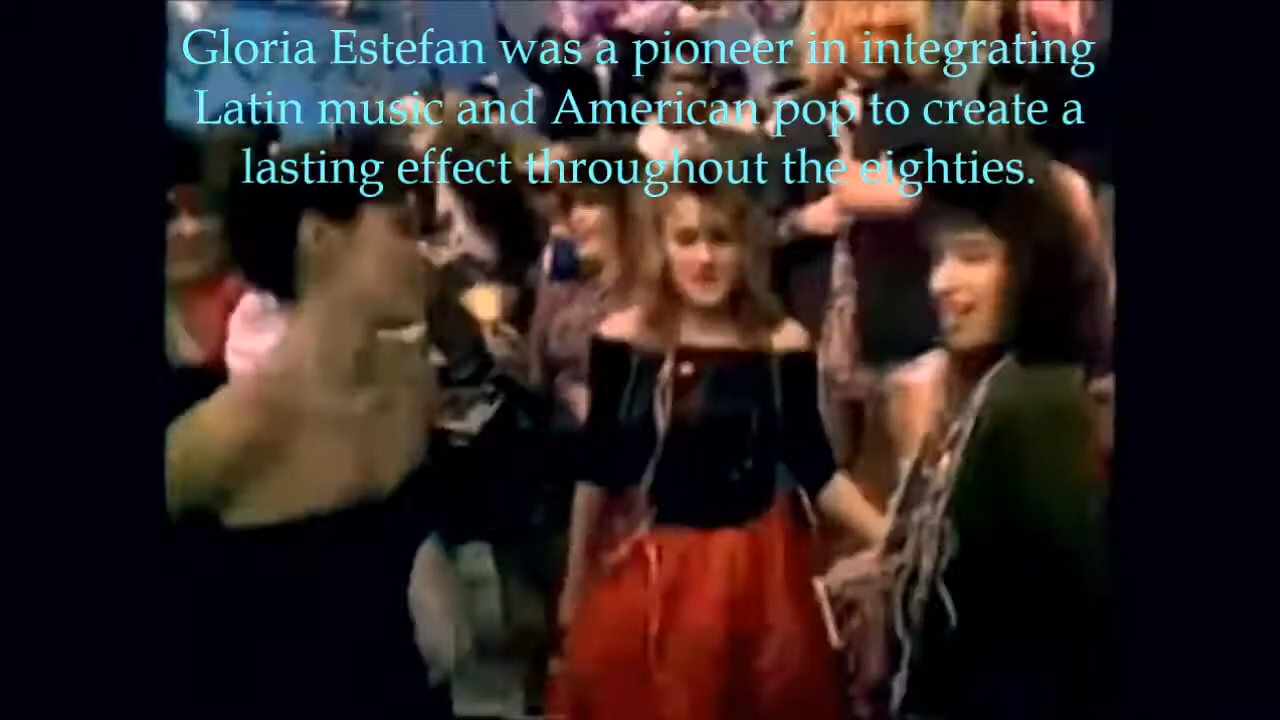 Gloria Estefan was a pioneer in integrating
Latin music and American pop to create a
lasting effect throughout the eighties.